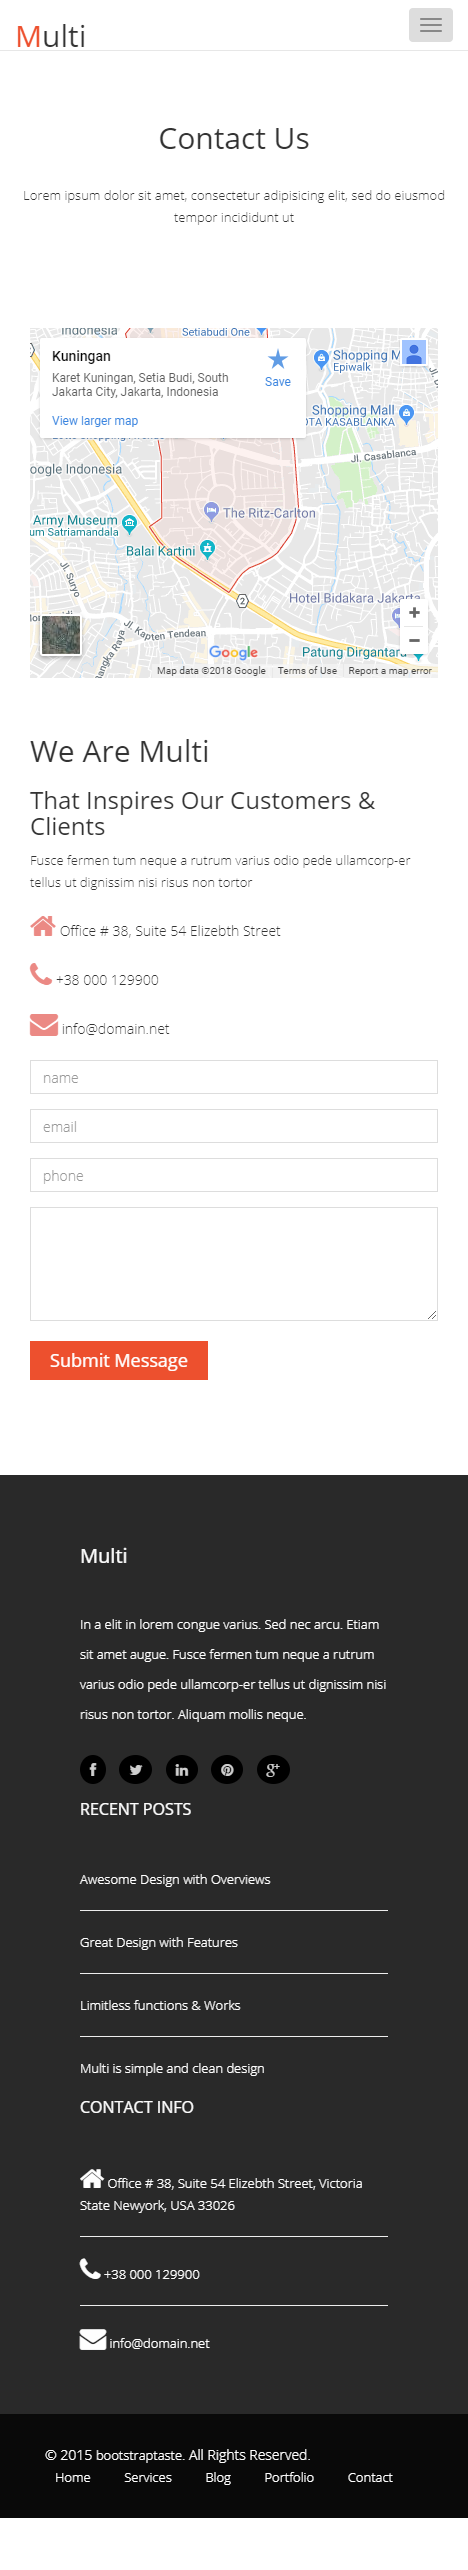 Multi
Contact Us
Lorem ipsum dolor sit amet, consectetur adipisicing elit, sed do eiusmod
tempor incididunt ut
Indonesia
Setiabudi One
Kuningan
Karet Kuningan, Setia Budi, South
Jakarta City, Jakarta, Indonesia
Save
View larger map
Shopping M
Epiwalk
Shopping Mall
OTA KASABLANKA
Jl. Casablanca
oogle Indonesia
The Ritz-Carlton
Army Museum
um Satriamandala
Balai Kartini
Jl. Suryo
2
Hotel Bidakara Jakarta
Jl. Kapten Tendean
angka Raya
Patung Dirgantara
Google
Map data ©2018 Google
Terms of Use
Report a map error
We Are Multi
That Inspires Our Customers &
Clients
Fusce fermen tum neque a rutrum varius odio pede ullamcorp-er
tellus ut dignissim nisi risus non tortor
Office # 38, Suite 54 Elizebth Street
+38 000 129900
info@domain.net
name
email
phone
Submit Message
Multi
In a elit in lorem congue varius. Sed nec arcu. Etiam
sit amet augue. Fusce fermen tum neque a rutrum
varius odio pede ullamcorp-er tellus ut dignissim nisi
risus non tortor. Aliquam mollis neque.
RECENT POSTS
Awesome Design with Overviews
Great Design with Features
Limitless functions & Works
Multi is simple and clean design
CONTACT INFO
Office # 38, Suite 54 Elizebth Street, Victoria
State Newyork, USA 33026
+38 000 129900
info@domain.net
© 2015 bootstraptaste. All Rights Reserved.
Home Services Blog Portfolio Contact